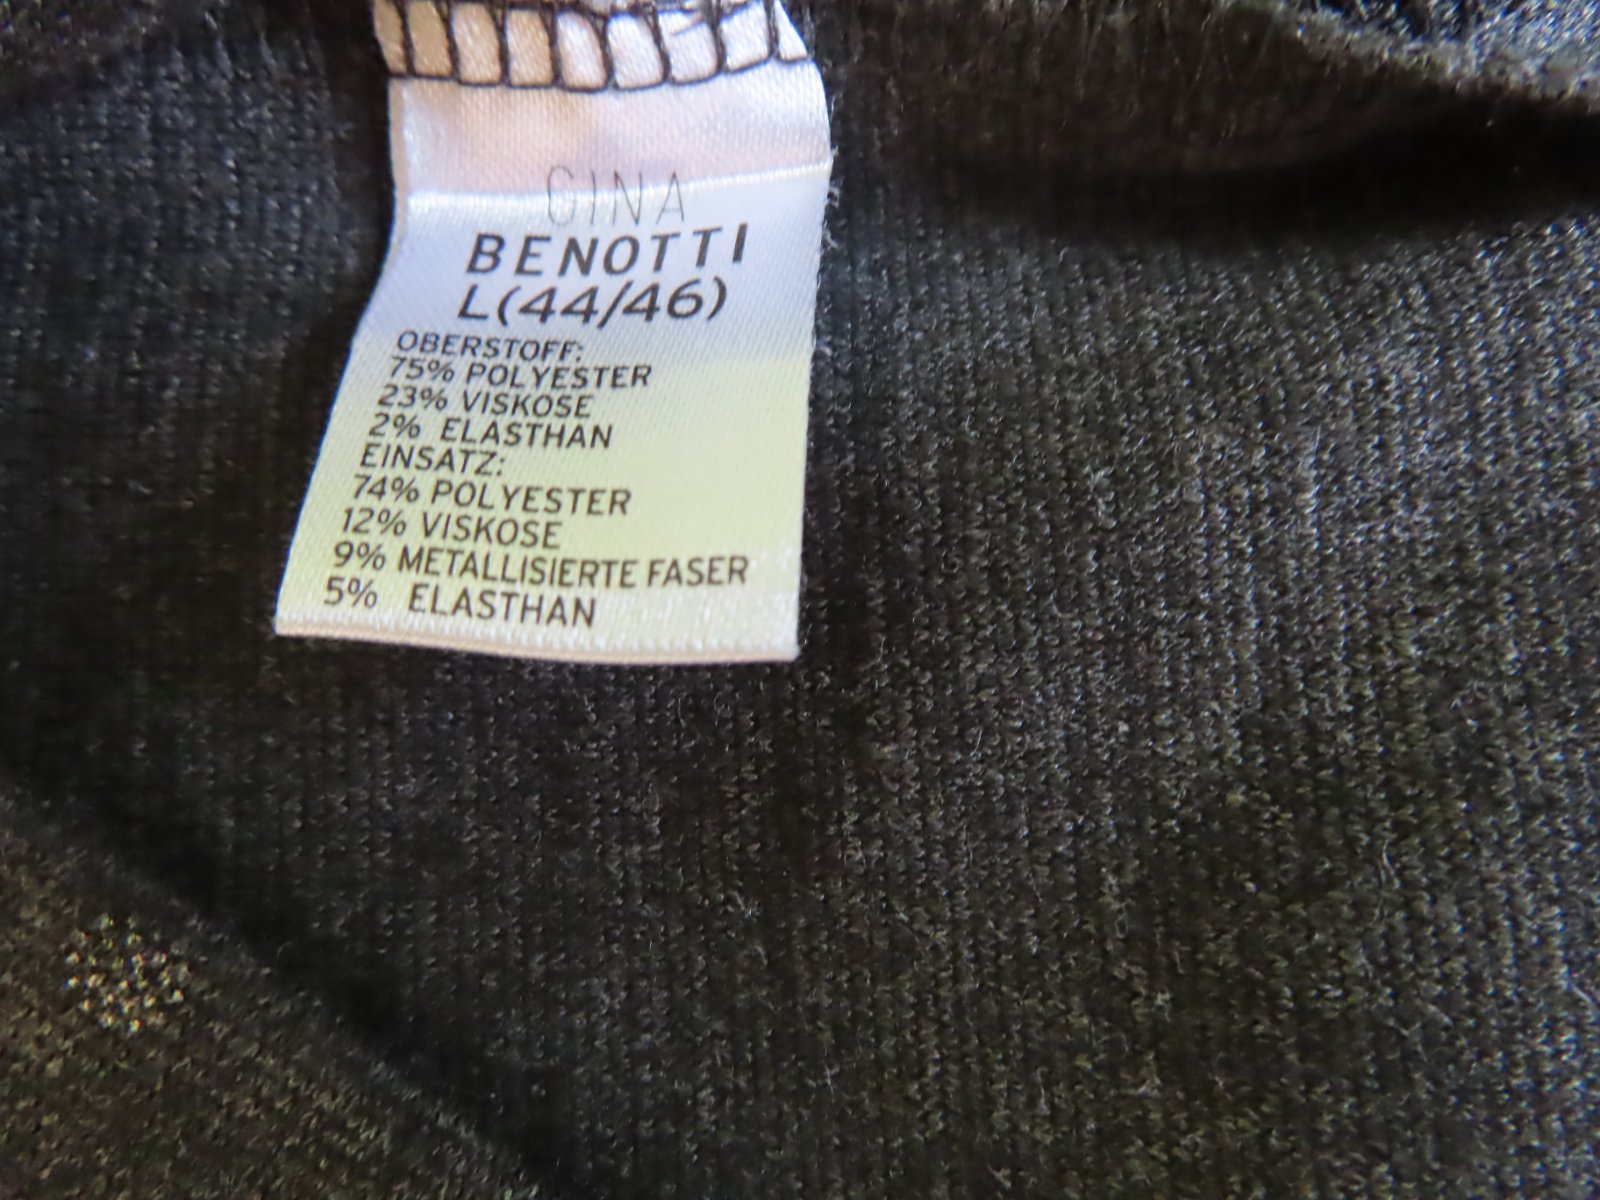 GINA
BENOTTI
L(44/46)
OBERSTOFF:
75% POLYESTER
23% VISKOSE
2% ELASTHAN
EINSATZ:
74% POLYESTER
12% VISKOSE
9% METALLISIERTE FASER
5% ELASTHAN